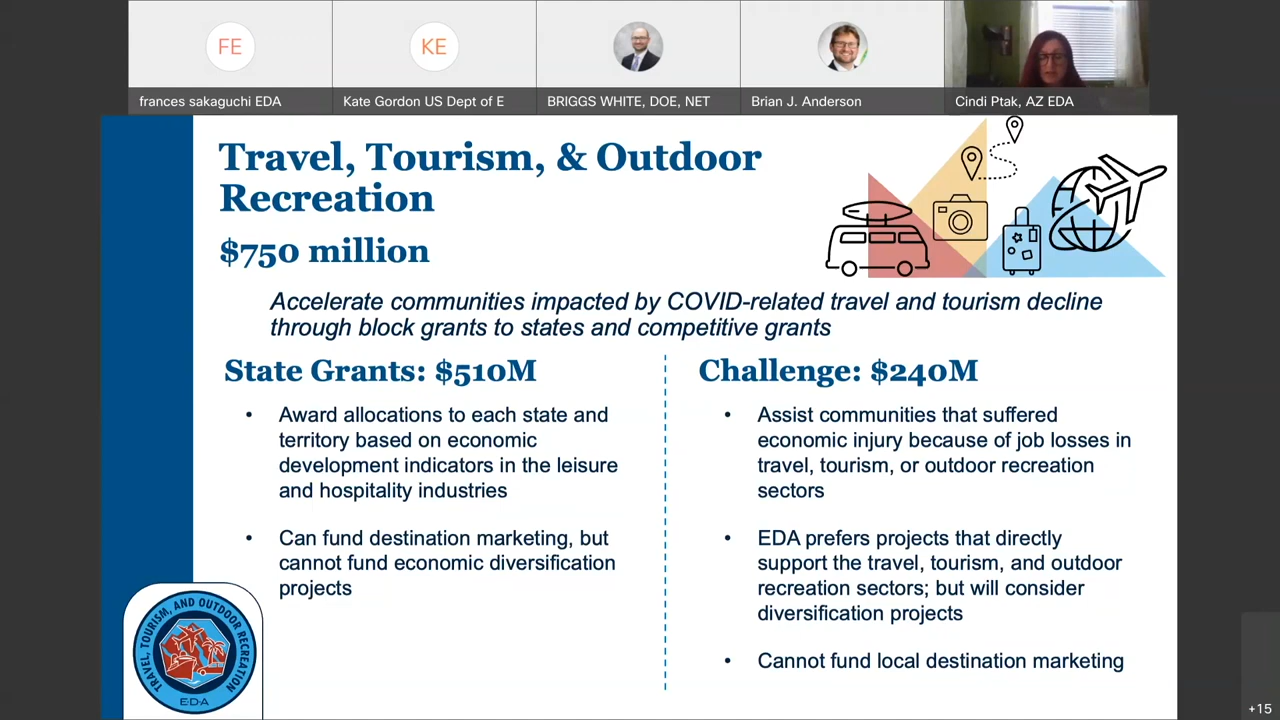 FE
KE
frances sakaguchi EDA
Kate Gordon US Dept of E
BRIGGS WHITE, DOE, NET
Brian J. Anderson
Cindi Ptak, AZ EDA
Travel, Tourism, & Outdoor
Recreation
$750 million
Accelerate communities impacted by COVID-related travel and tourism decline
through block grants to states and competitive grants
State Grants: $510M
• Award allocations to each state and
territory based on economic
development indicators in the leisure
and hospitality industries
• Can fund destination marketing, but
cannot fund economic diversification
projects
Challenge: $240M
• Assist communities that suffered
economic injury because of job losses in
travel, tourism, or outdoor recreation
sectors
• EDA prefers projects that directly
support the travel, tourism, and outdoor
recreation sectors; but will consider
diversification projects
• Cannot fund local destination marketing
TRAVEL, TOURISM, AND OUTDOOR RECREATION
E·D·A
+15